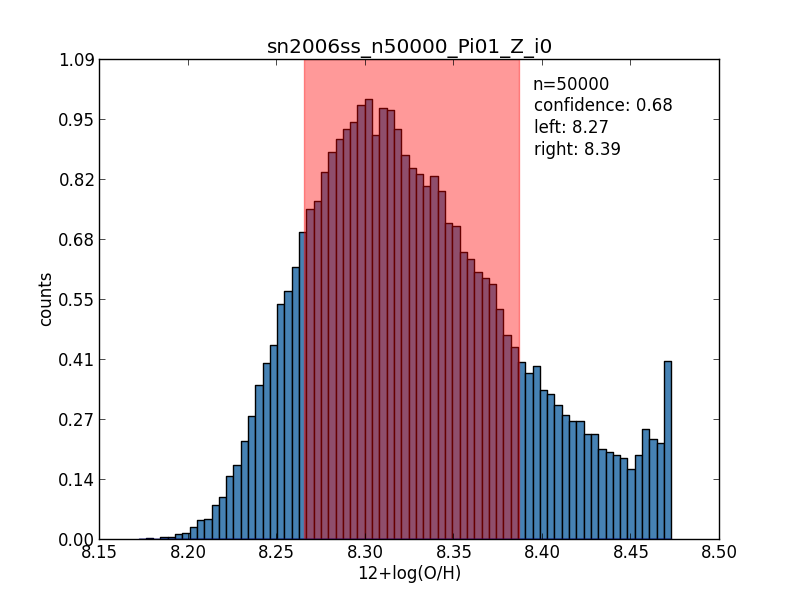 sn2006ss_n50000_Pi01_Z_i0
1.09
0.95
0.82
0.68
0.55
0.41
0.27
0.14
0.00
counts
n=50000
confidence: 0.68
left: 8.27
right: 8.39
8.15 8.20 8.25 8.30 8.35 8.40 8.45 8.50
12+log(O/H)